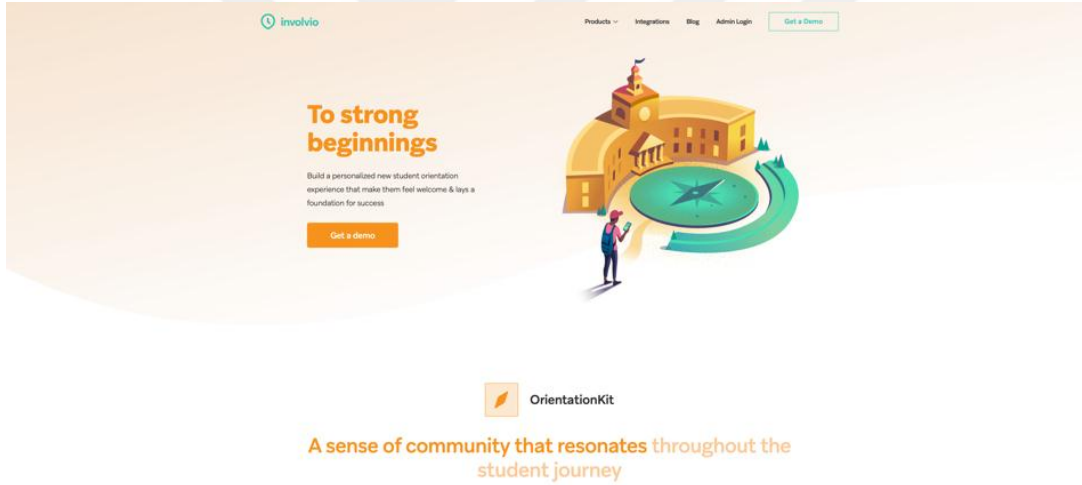 involvio
Products Integrations Blog Admin Login Get a Demo
To strong
beginnings
Build a personalized new student orientation
experience that make them feel welcome & lays a
foundation for success
Get a demo
OrientationKit
A sense of community that resonates throughout the
student journey